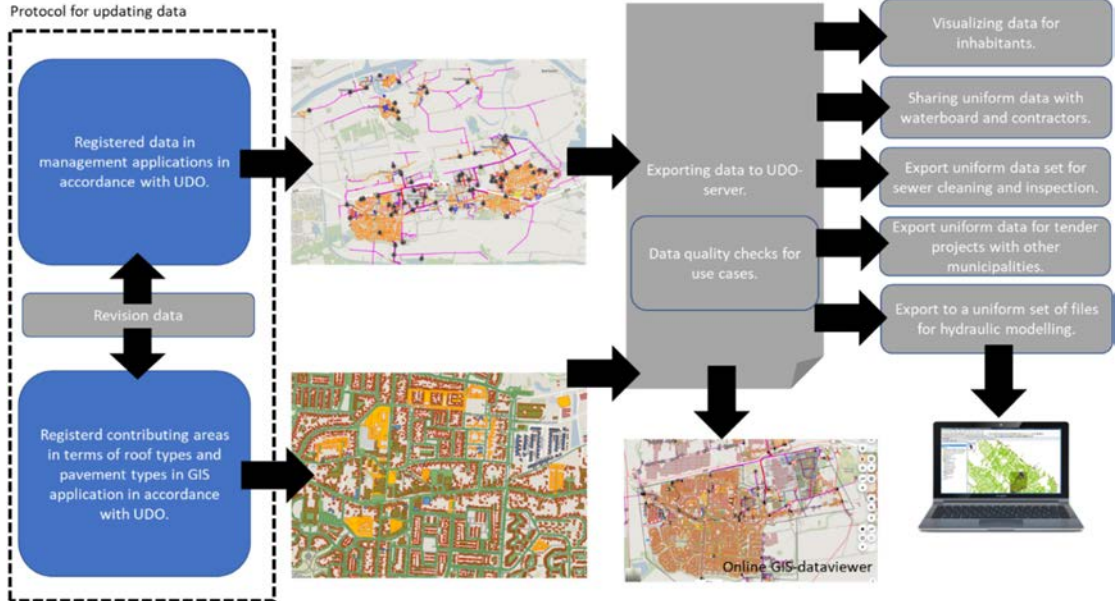 Protocol for updating data
Registered data in
management applications in
accordance with UDO.
Revision data
Registerd contributing areas
in terms of roof types and
pavement types in GIS
application in accordance
with UDO.
Exporting data to UDO-
server.
Data quality checks for
use cases.
Visualizing data for
inhabitants.
Sharing uniform data with
waterboard and contractors.
Export uniform data set for
sewer cleaning and inspection.
Export uniform data for tender
projects with other
municipalities.
Export to a uniform set of files
for hydraulic modelling.
Online GIS-dataviewer